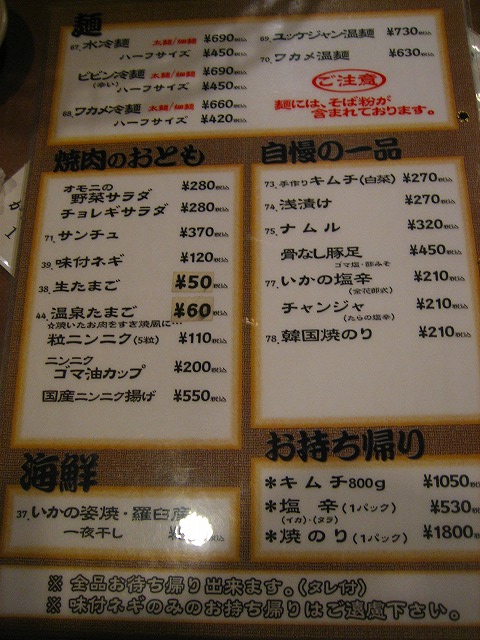 麺
67. 水冷麺 太麺/細麺 ¥690税込
ハーフサイズ ¥450税込
ビビン冷麺 太麺/細麺 ¥690税込
(辛い) ハーフサイズ ¥450税込
68. ワカメ冷麺 太麺/細麺 ¥660税込
ハーフサイズ ¥420税込
69. ユッケジャン温麺 ¥730税込
70. ワカメ温麺 ¥630税込
ご注意
麺には、そば粉が
含まれております。
焼肉のおとも
オモニの
野菜サラダ ¥280税込
チョレギサラダ ¥280税込
71. サンチュ ¥370税込
39. 味付ネギ ¥120税込
38. 生たまご ¥50税込
44. 温泉たまご ¥60税込
☆焼いたお肉をすき焼風に…
粒ニンニク(5粒) ¥110税込
ニンニク
ゴマ油カップ ¥200税込
国産ニンニク揚げ ¥550税込
自慢の一品
73. 手作りキムチ(白菜) ¥270税込
74. 浅漬け ¥270税込
75. ナムル ¥320税込
骨なし豚足 ¥450税込
ゴマ塩・酢みそ
77. いかの塩辛 ¥210税込
チャンジャ ¥210税込
(たらの塩辛)
78. 韓国焼のり ¥210税込
海鮮
37. いかの姿焼・羅臼産
一夜干し
お持ち帰り
＊キムチ800g ¥1050税込
＊塩辛(1パック) ¥530税込
(イカ)・(タラ)
＊焼のり(1パック) ¥1800税込
※ 全品お待ち帰り出来ます。(タレ付)
※ 味付ネギのみのお持ち帰りはご遠慮下さい。